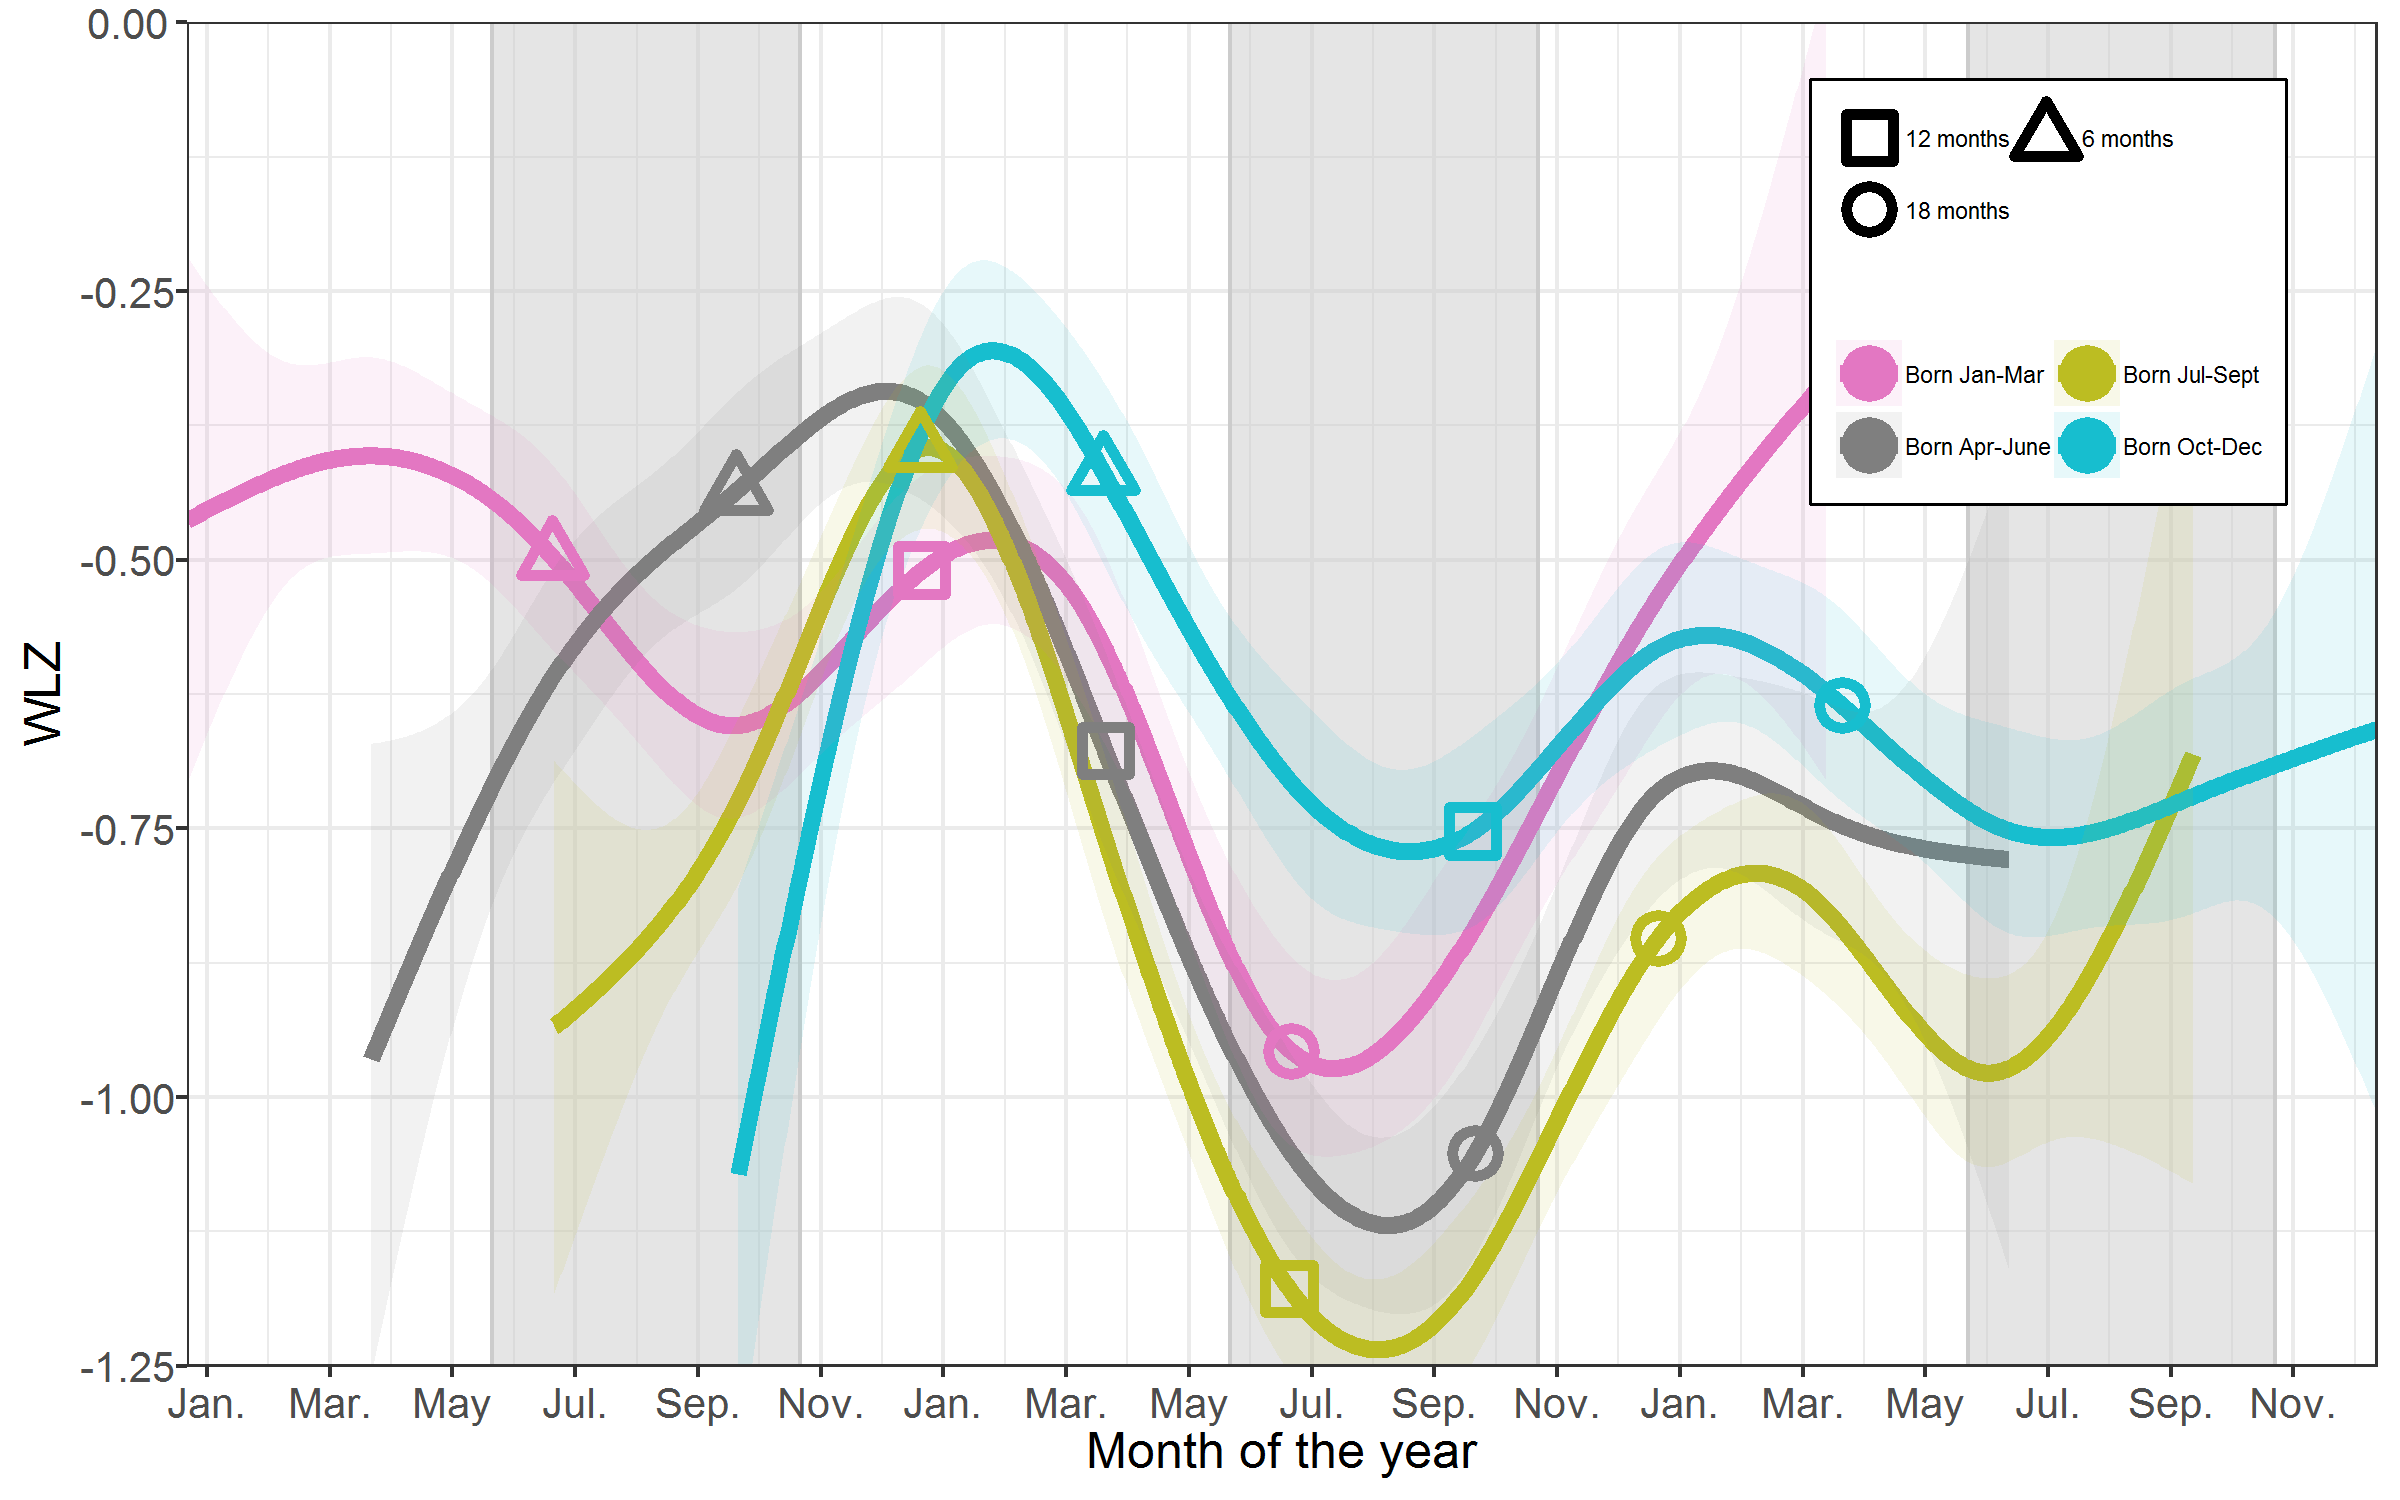 0.00
-0.25
-0.50
-0.75
-1.00
-1.25
WLZ
12 months 6 months
18 months
Born Jan-Mar Born Jul-Sept
Born Apr-June Born Oct-Dec
Jan. Mar. May Jul. Sep. Nov. Jan. Mar. May Jul. Sep. Nov. Jan. Mar. May Jul. Sep. Nov.
Month of the year